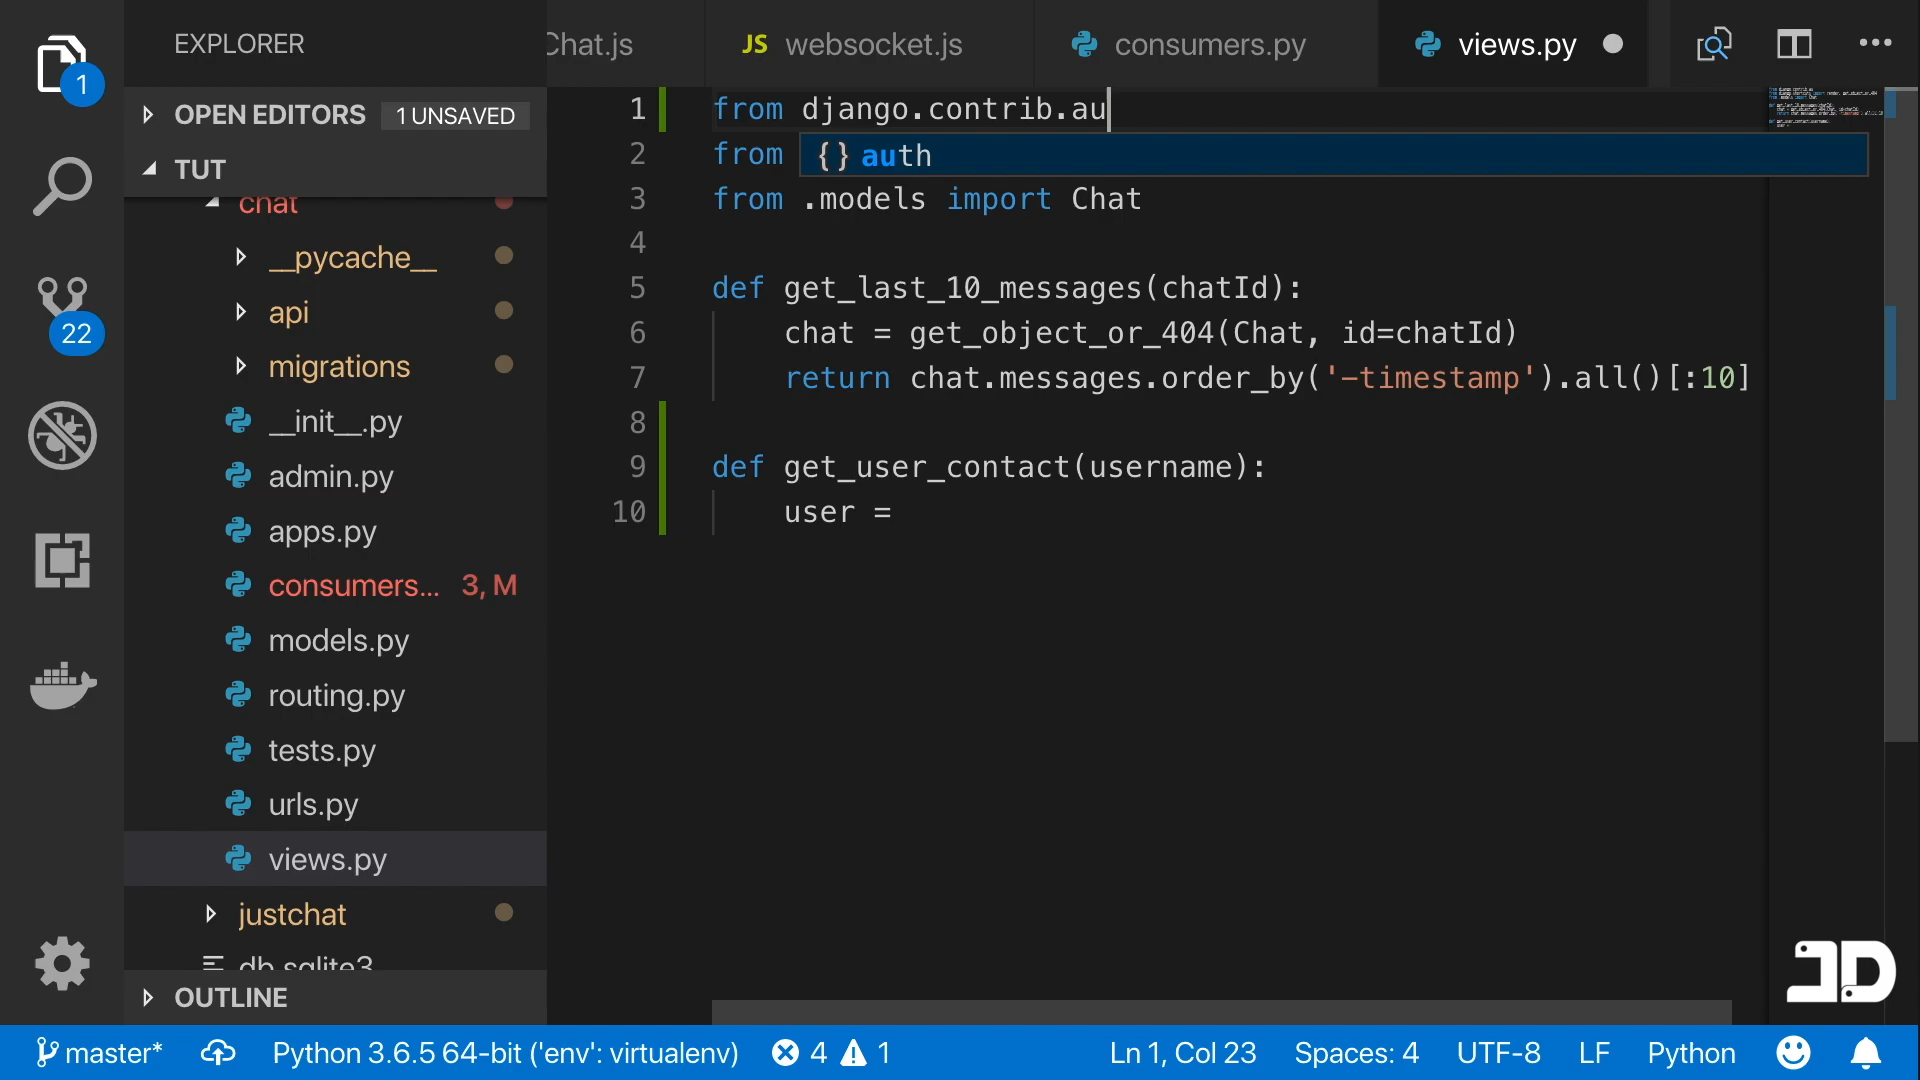 EXPLORER
1
OPEN EDITORS 1 UNSAVED
TUT
chat
__pycache__
api
migrations
__init__.py
admin.py
apps.py
consumers... 3, M
models.py
routing.py
tests.py
urls.py
views.py
justchat
db.sqlite3
OUTLINE
22
Chat.js
JS websocket.js
consumers.py
views.py
1 from django.contrib.au
2 from
{} auth
3 from .models import Chat
4
5 def get_last_10_messages(chatId):
6 chat = get_object_or_404(Chat, id=chatId)
7 return chat.messages.order_by('-timestamp').all()[:10]
8
9 def get_user_contact(username):
10 user =
JD
master* Python 3.6.5 64-bit ('env': virtualenv) 4 1 Ln 1, Col 23 Spaces: 4 UTF-8 LF Python